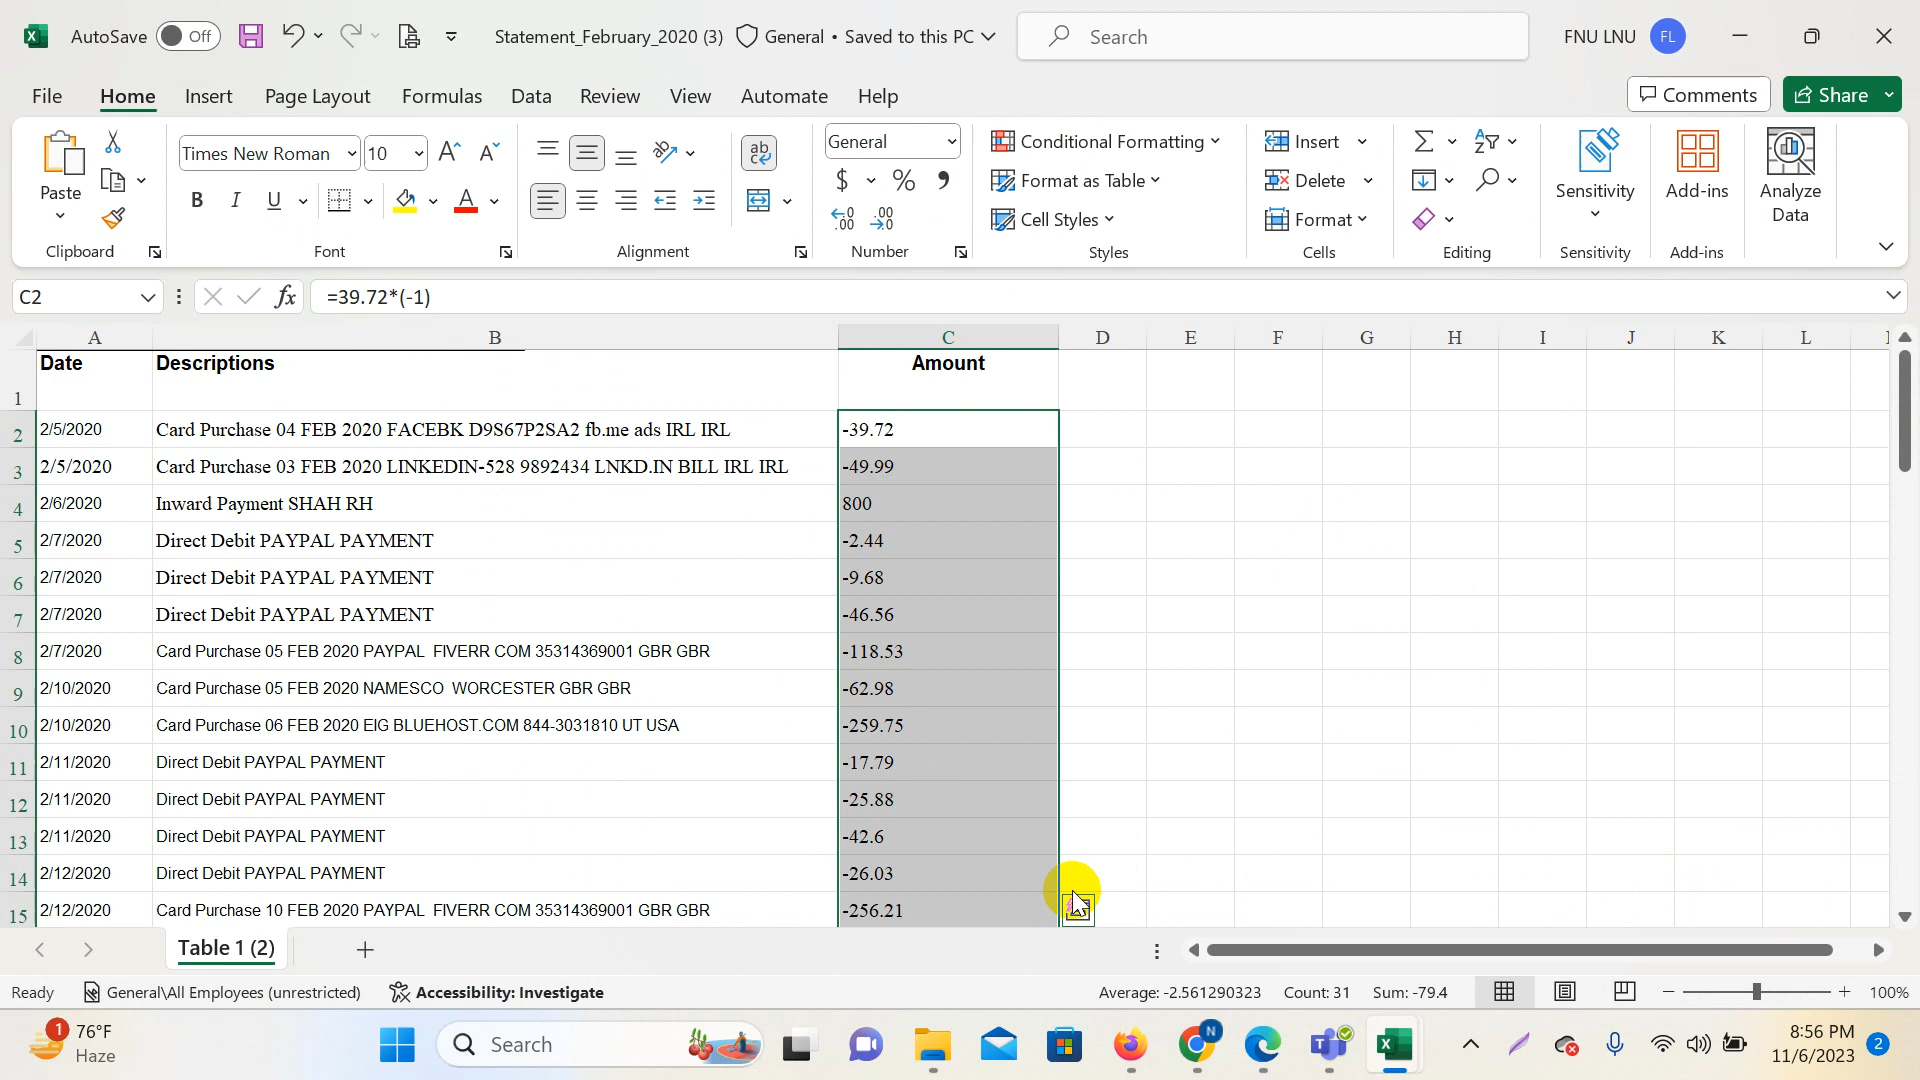 AutoSave Off Statement_February_2020 (3) General • Saved to this PC Search FNU LNU FL
File Home Insert Page Layout Formulas Data Review View Automate Help Comments Share
Paste Times New Roman 10 General Conditional Formatting Insert Sensitivity Add-ins Analyze Data
Format as Table Delete
B I U A $ % Cell Styles Format
Clipboard Font Alignment Number Styles Cells Editing Sensitivity Add-ins
C2 fx =39.72*(-1)
A B C D E F G H I J K L
1 Date Descriptions Amount
2 2/5/2020 Card Purchase 04 FEB 2020 FACEBK D9S67P2SA2 fb.me ads IRL IRL -39.72
3 2/5/2020 Card Purchase 03 FEB 2020 LINKEDIN-528 9892434 LNKD.IN BILL IRL IRL -49.99
4 2/6/2020 Inward Payment SHAH RH 800
5 2/7/2020 Direct Debit PAYPAL PAYMENT -2.44
6 2/7/2020 Direct Debit PAYPAL PAYMENT -9.68
7 2/7/2020 Direct Debit PAYPAL PAYMENT -46.56
8 2/7/2020 Card Purchase 05 FEB 2020 PAYPAL FIVERR COM 35314369001 GBR GBR -118.53
9 2/10/2020 Card Purchase 05 FEB 2020 NAMESCO WORCESTER GBR GBR -62.98
10 2/10/2020 Card Purchase 06 FEB 2020 EIG BLUEHOST.COM 844-3031810 UT USA -259.75
11 2/11/2020 Direct Debit PAYPAL PAYMENT -17.79
12 2/11/2020 Direct Debit PAYPAL PAYMENT -25.88
13 2/11/2020 Direct Debit PAYPAL PAYMENT -42.6
14 2/12/2020 Direct Debit PAYPAL PAYMENT -26.03
15 2/12/2020 Card Purchase 10 FEB 2020 PAYPAL FIVERR COM 35314369001 GBR GBR -256.21
Table 1 (2)
Ready General\All Employees (unrestricted) Accessibility: Investigate Average: -2.561290323 Count: 31 Sum: -79.4 100%
1 76°F Search 8:56 PM 2
Haze 11/6/2023